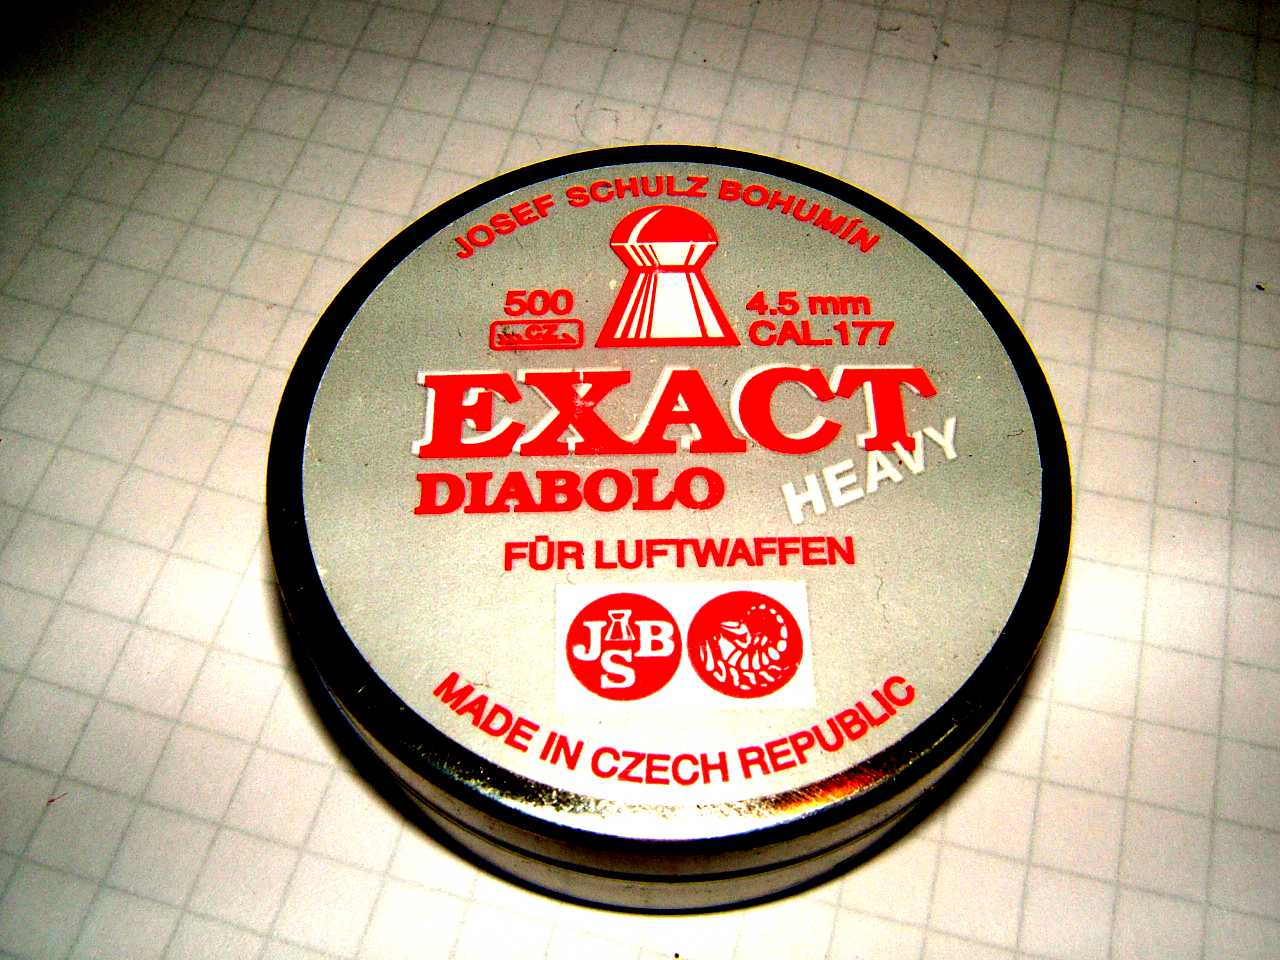 JOSEF SCHULZ BOHUMÍN
500
4.5 mm
CZ
CAL.177
EXACT
HEAVY
DIABOLO
FÜR LUFTWAFFEN
JSB
MADE IN CZECH REPUBLIC